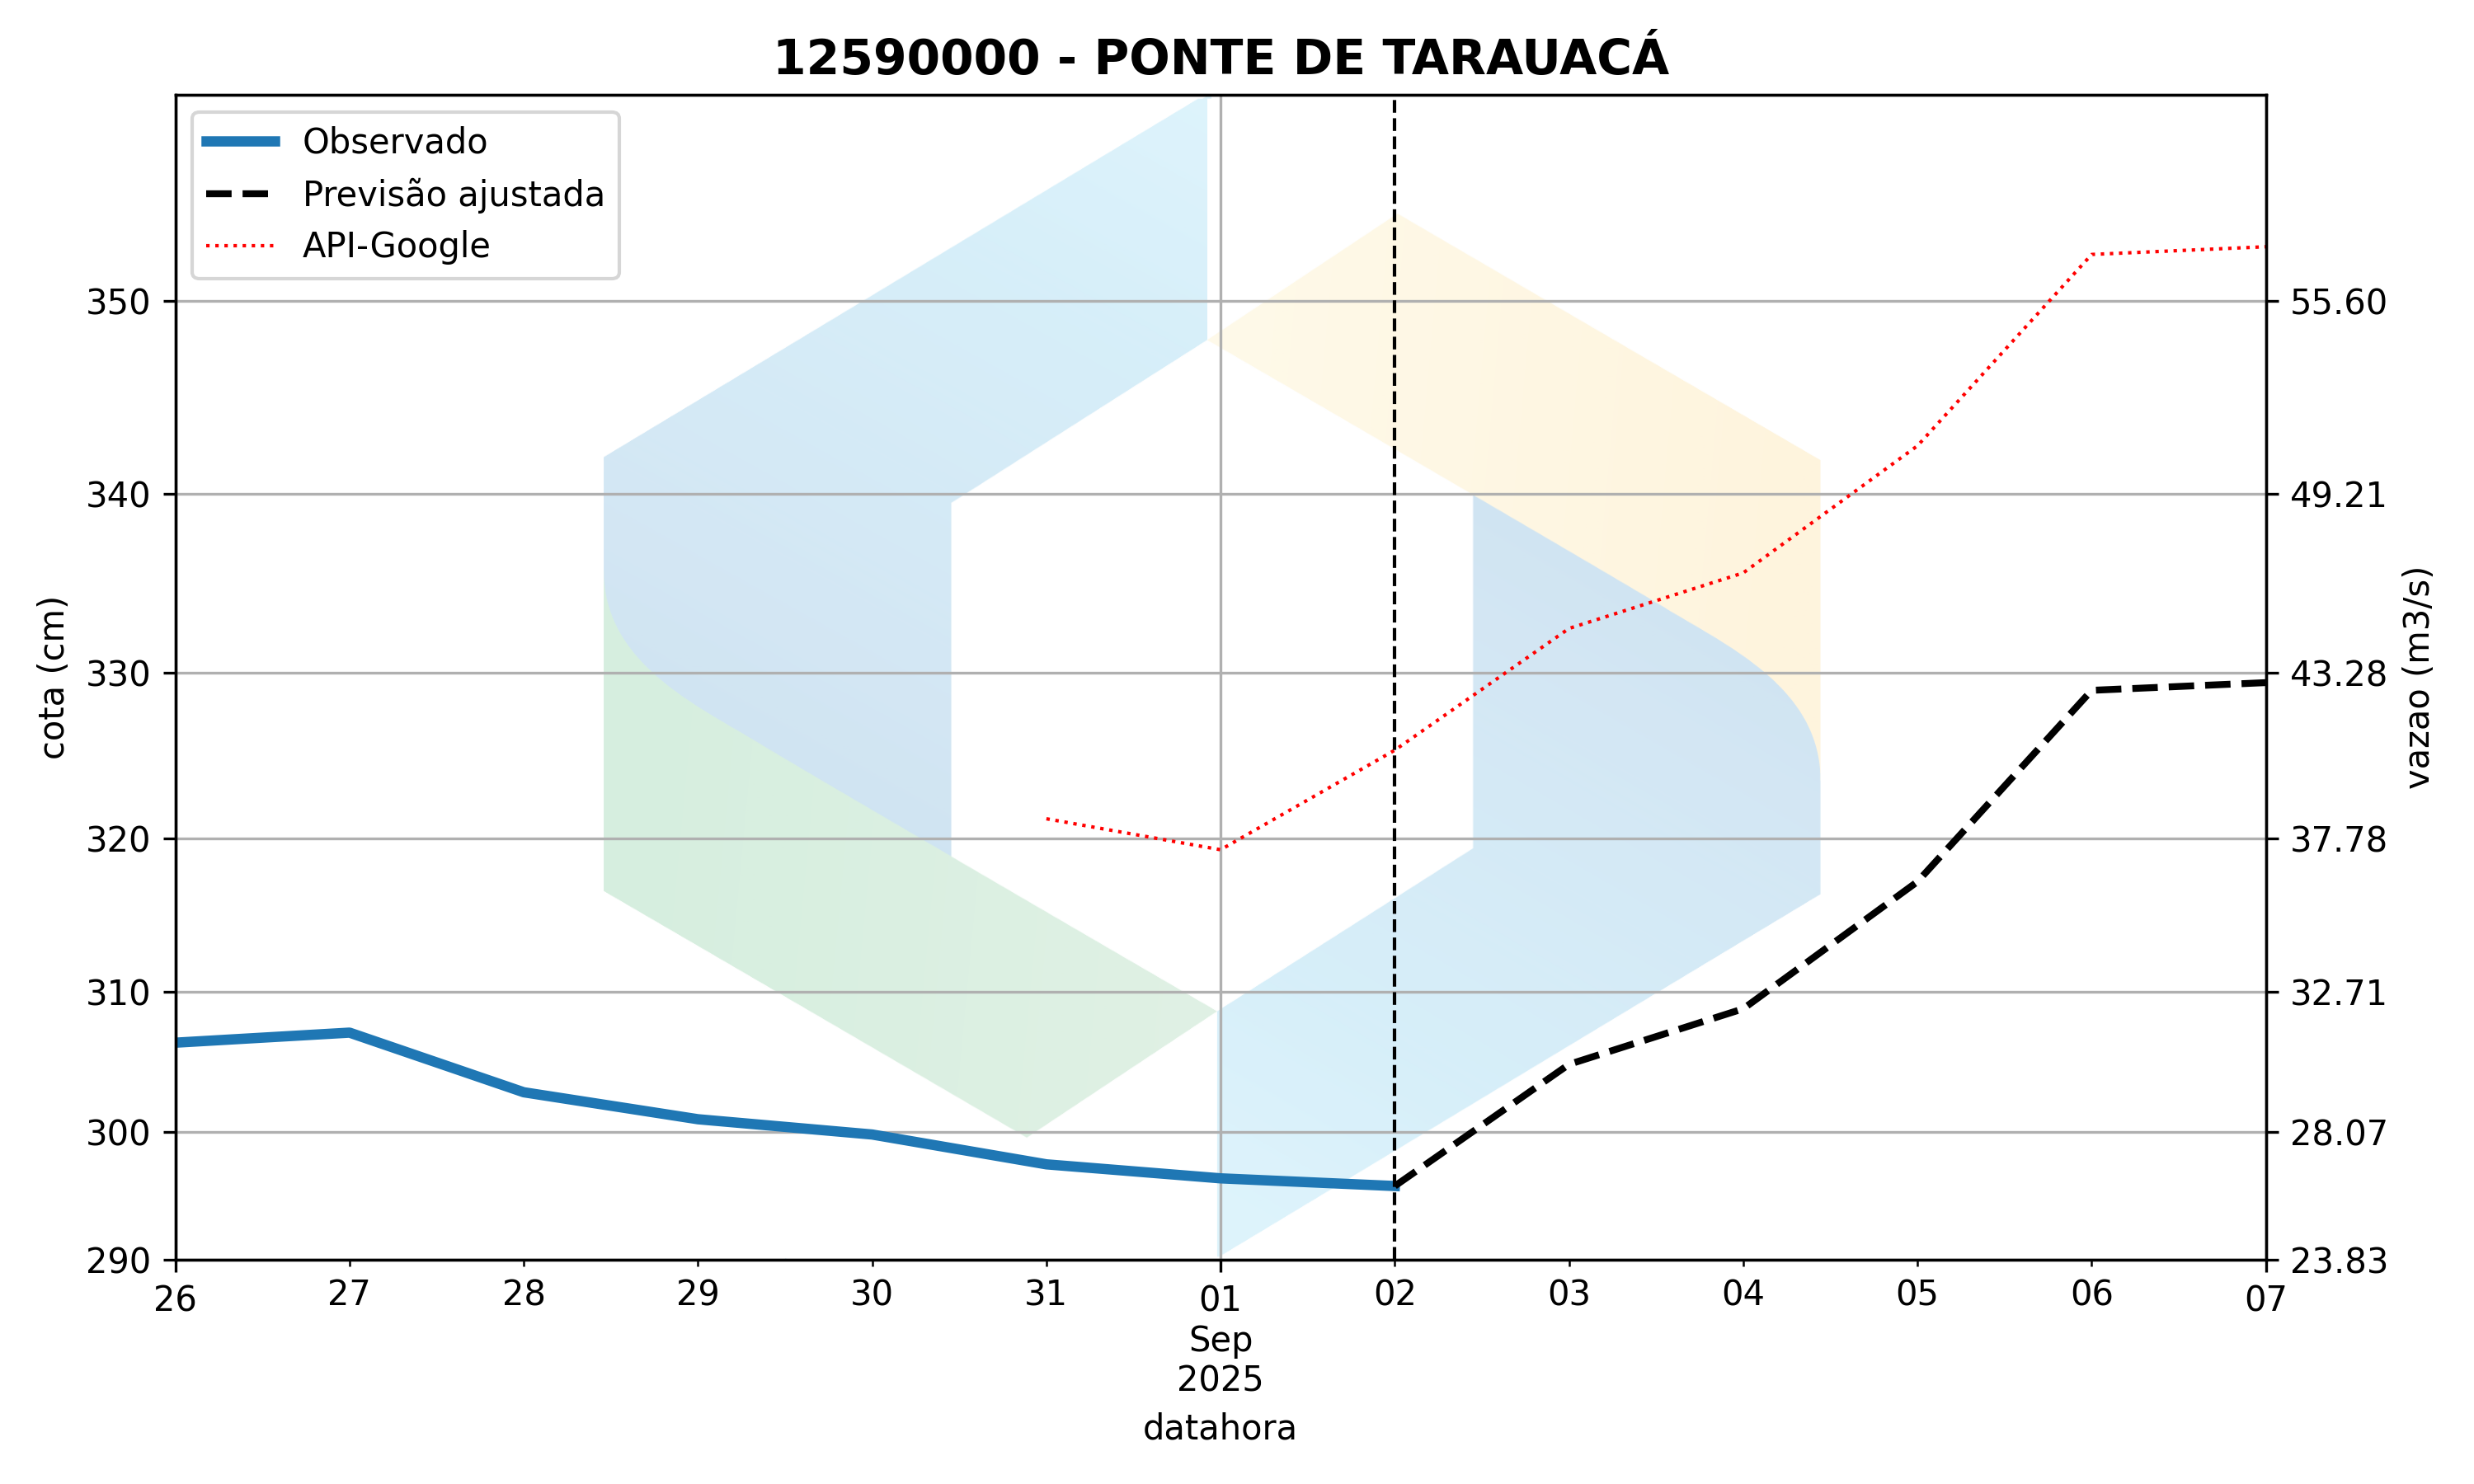 12590000 - PONTE DE TARAUACÁ
Observado
Previsão ajustada
API-Google
350
340
330
320
310
300
290
cota (cm)
55.60
49.21
43.28
37.78
32.71
28.07
23.83
vazao (m3/s)
26 27 28 29 30 31 01 02 03 04 05 06 07
Sep
2025
datahora